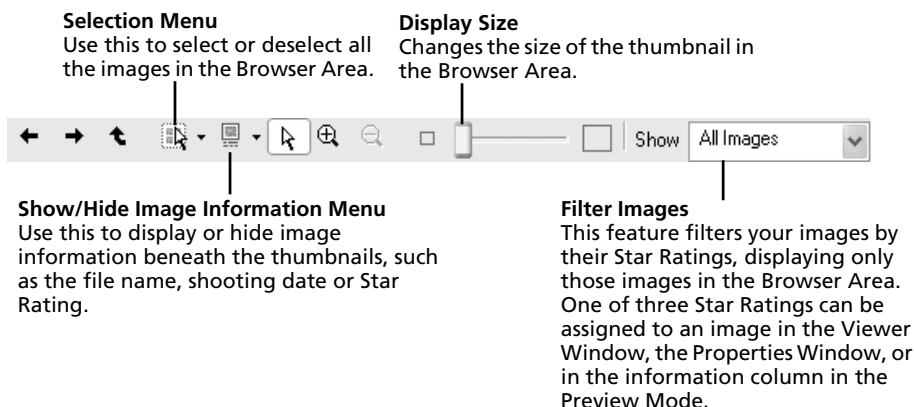 Selection Menu
Use this to select or deselect all
the images in the Browser Area.
Display Size
Changes the size of the thumbnail in
the Browser Area.
Show All Images
Show/Hide Image Information Menu
Use this to display or hide image
information beneath the thumbnails, such
as the file name, shooting date or Star
Rating.
Filter Images
This feature filters your images by
their Star Ratings, displaying only
those images in the Browser Area.
One of three Star Ratings can be
assigned to an image in the Viewer
Window, the Properties Window, or
in the information column in the
Preview Mode.